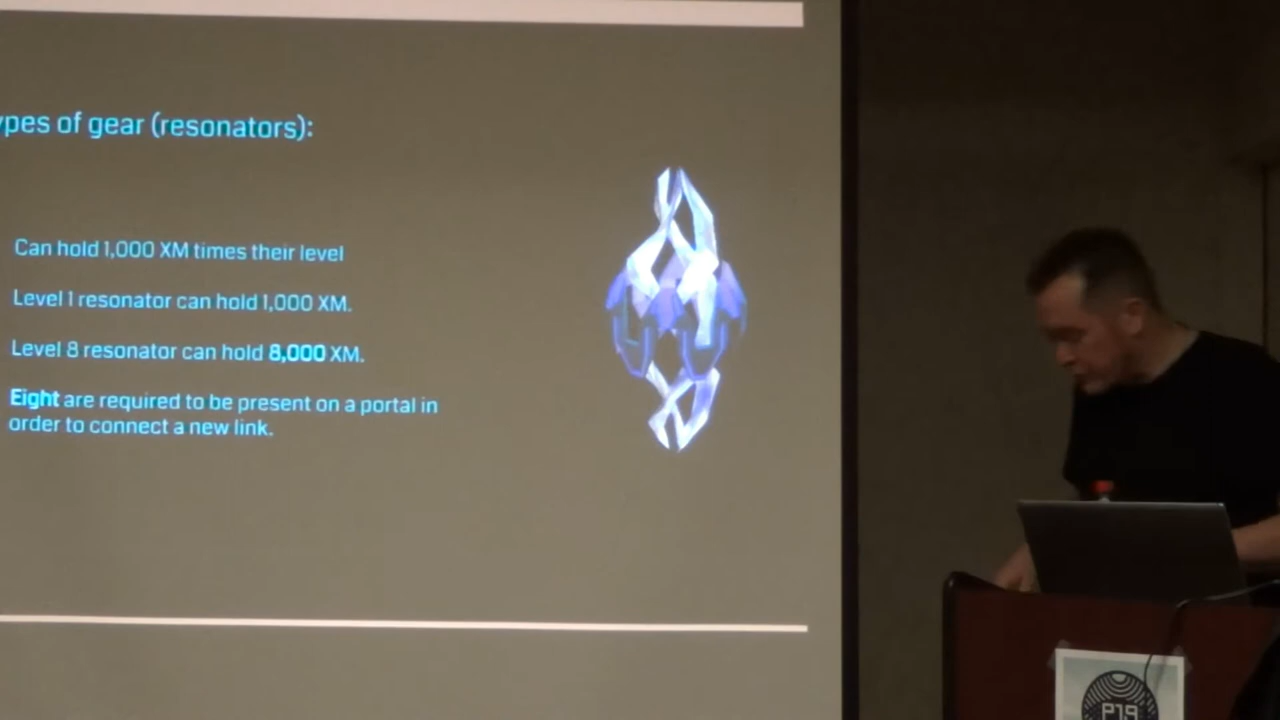 ypes of gear (resonators):
Can hold 1,000 XM times their level
Level 1 resonator can hold 1,000 XM.
Level 8 resonator can hold 8,000 XM.
Eight are required to be present on a portal in
order to connect a new link.
P19